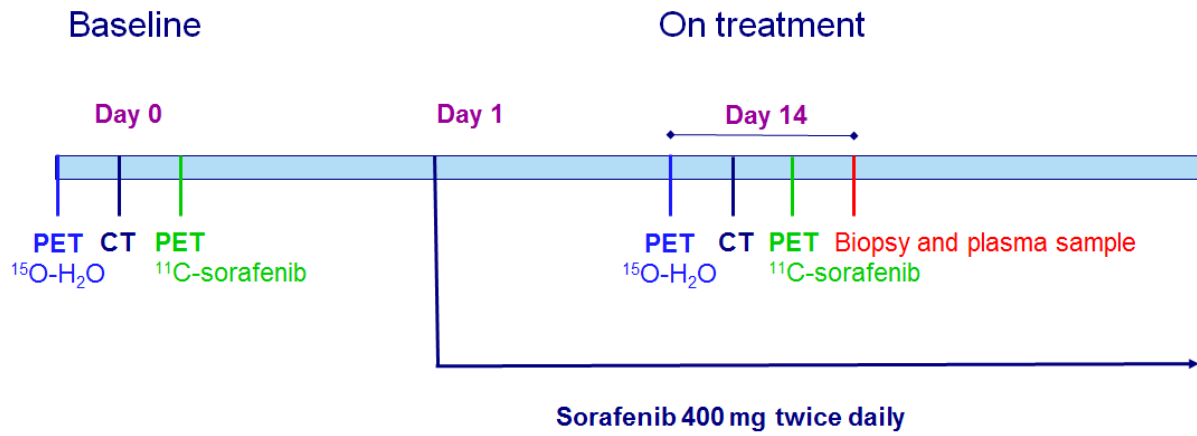 Baseline
On treatment
Day 0
Day 1
Day 14
PET CT PET
¹⁵O-H₂O ¹¹C-sorafenib
PET CT PET Biopsy and plasma sample
¹⁵O-H₂O ¹¹C-sorafenib
Sorafenib 400 mg twice daily